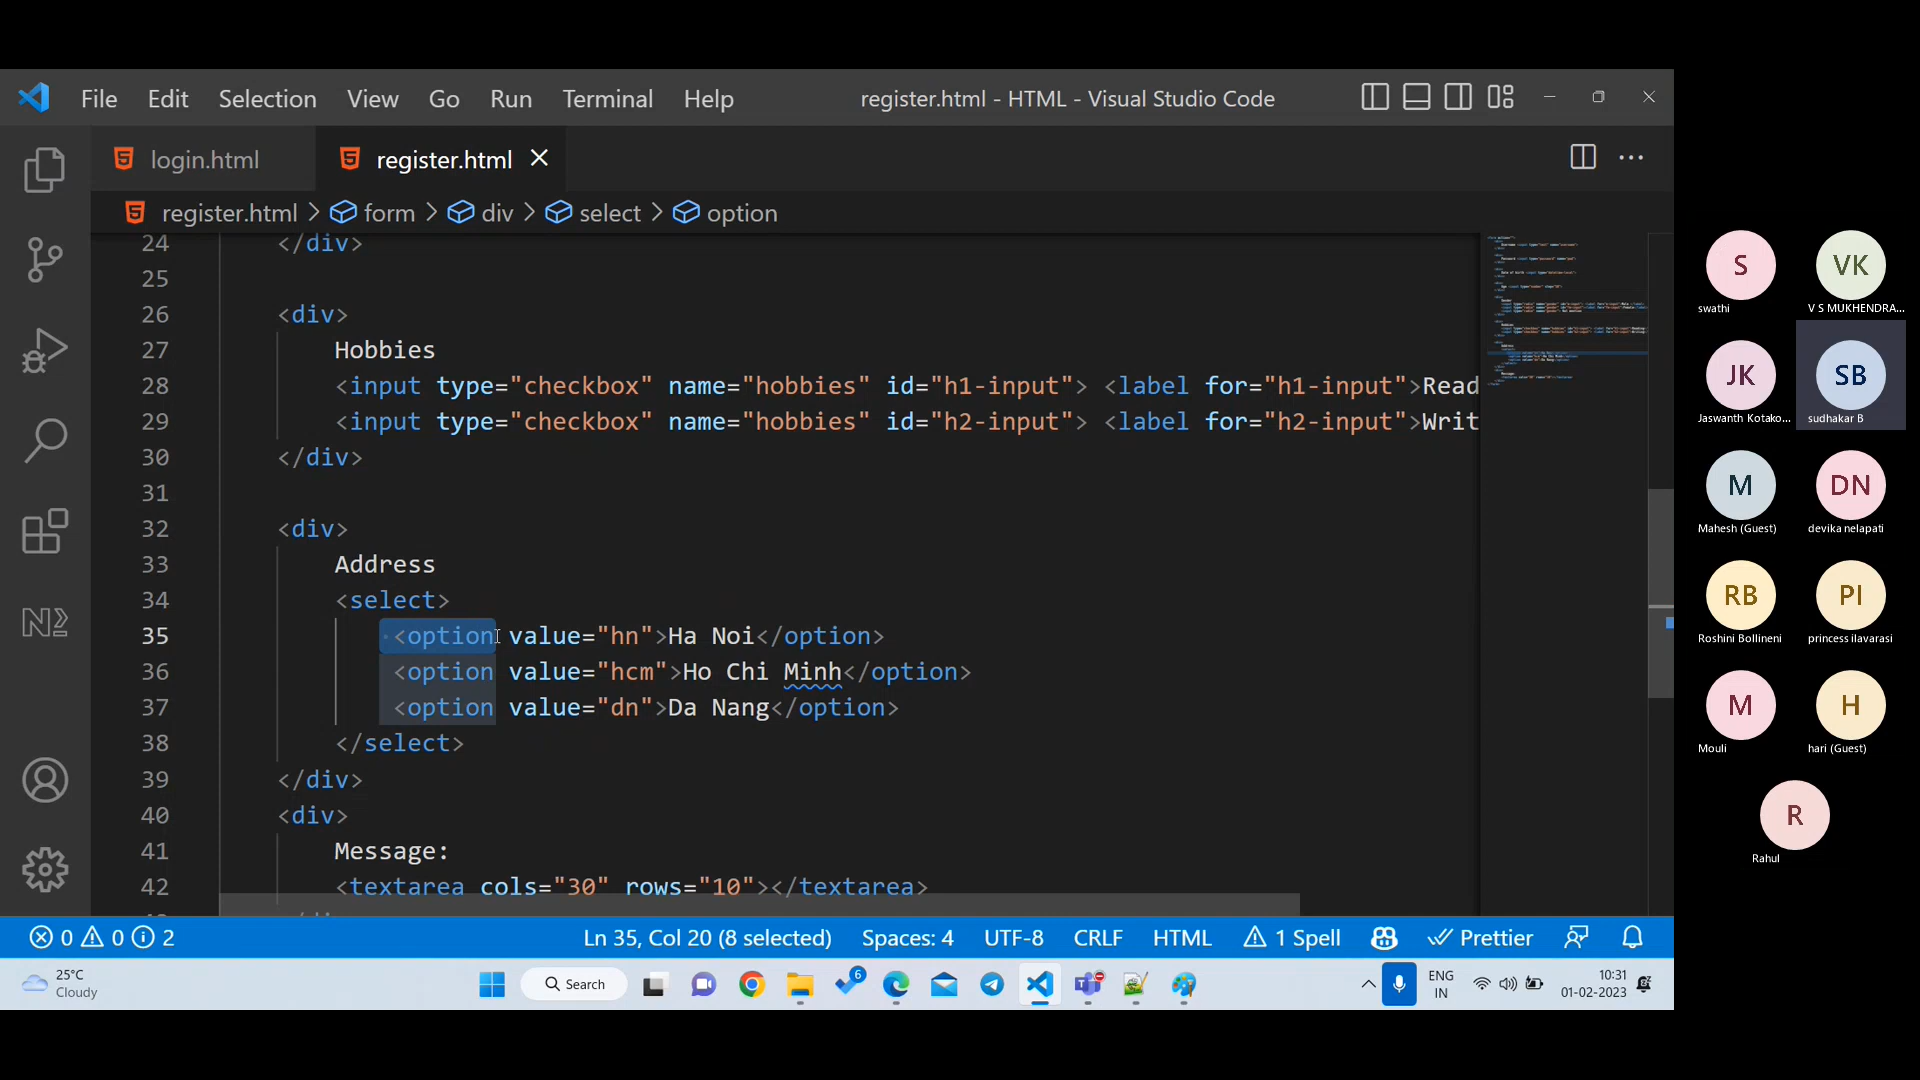 File Edit Selection View Go Run Terminal Help
register.html - HTML - Visual Studio Code
login.html
register.html
register.html > form > div > select > option
24 </div>
25
26 <div>
27 Hobbies
28 <input type="checkbox" name="hobbies" id="h1-input"> <label for="h1-input">Read
29 <input type="checkbox" name="hobbies" id="h2-input"> <label for="h2-input">Writ
30 </div>
31
32 <div>
33 Address
34 <select>
35 <option value="hn">Ha Noi</option>
36 <option value="hcm">Ho Chi Minh</option>
37 <option value="dn">Da Nang</option>
38 </select>
39 </div>
40 <div>
41 Message:
42 <textarea cols="30" rows="10"></textarea>
0 0 2
Ln 35, Col 20 (8 selected) Spaces: 4 UTF-8 CRLF HTML 1 Spell Prettier
25°C
Cloudy
Search
6
ENG
IN
10:31
01-02-2023
S
swathi
VK
V S MUKHENDRA...
JK
Jaswanth Kotako...
SB
sudhakar B
M
Mahesh (Guest)
DN
devika nelapati
RB
Roshini Bollineni
PI
princess ilavarasi
M
Mouli
H
hari (Guest)
R
Rahul